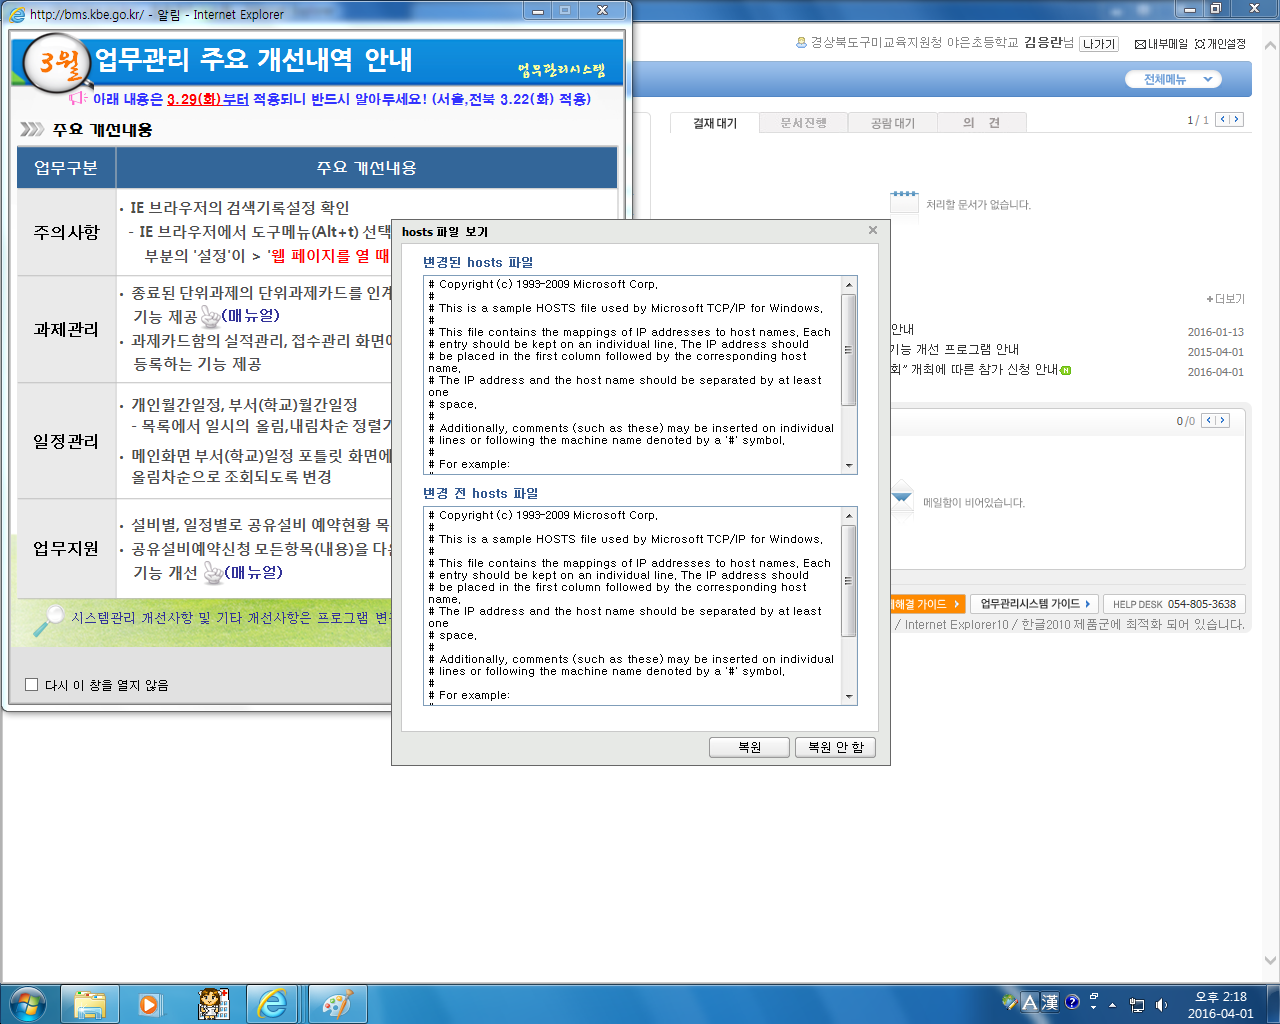 http://bms.kbe.go.kr/ - 알림 - Internet Explorer
3월 업무관리 주요 개선내역 안내
업무관리시스템
아래 내용은 3.29(화)부터 적용되니 반드시 알아두세요! (서울,전북 3.22(화) 적용)
주요 개선내용
업무구분 주요 개선내용
주의사항
· IE 브라우저의 검색기록설정 확인
- IE 브라우저에서 도구메뉴(Alt+t) 선택
부분의 '설정'이 > '웹 페이지를 열 때
과제관리
· 종료된 단위과제의 단위과제카드를 인계
기능 제공 (매뉴얼)
· 과제카드함의 실적관리, 접수관리 화면에
등록하는 기능 제공
일정관리
· 개인월간일정, 부서(학교)월간일정
- 목록에서 일시의 올림,내림차순 정렬기
· 메인화면 부서(학교)일정 포틀릿 화면에
올림차순으로 조회되도록 변경
업무지원
· 설비별, 일정별로 공유설비 예약현황 목
· 공유설비예약신청 모든항목(내용)을 다운
기능 개선 (매뉴얼)
시스템관리 개선사항 및 기타 개선사항은 프로그램 변
다시 이 창을 열지 않음
경상북도구미교육지원청 야은초등학교 김응란님 나가기 내부메일 개인설정
전체메뉴
결재대기 문서진행 공람대기 의 견 1 / 1
처리할 문서가 없습니다.
+더보기
안내 2016-01-13
기능 개선 프로그램 안내 2015-04-01
회” 개최에 따른 참가 신청 안내 N 2016-04-01
0/0
메일함이 비어있습니다.
해결 가이드 업무관리시스템 가이드 HELP DESK 054-805-3638
/ Internet Explorer10 / 한글2010 제품군에 최적화 되어 있습니다.
hosts 파일 보기
변경된 hosts 파일
# Copyright (c) 1993-2009 Microsoft Corp.
#
# This is a sample HOSTS file used by Microsoft TCP/IP for Windows.
#
# This file contains the mappings of IP addresses to host names. Each
# entry should be kept on an individual line. The IP address should
# be placed in the first column followed by the corresponding host
name.
# The IP address and the host name should be separated by at least
one
# space.
#
# Additionally, comments (such as these) may be inserted on individual
# lines or following the machine name denoted by a '#' symbol.
#
# For example:
변경 전 hosts 파일
# Copyright (c) 1993-2009 Microsoft Corp.
#
# This is a sample HOSTS file used by Microsoft TCP/IP for Windows.
#
# This file contains the mappings of IP addresses to host names. Each
# entry should be kept on an individual line. The IP address should
# be placed in the first column followed by the corresponding host
name.
# The IP address and the host name should be separated by at least
one
# space.
#
# Additionally, comments (such as these) may be inserted on individual
# lines or following the machine name denoted by a '#' symbol.
#
# For example:
복원 복원 안 함
A 漢
오후 2:18
2016-04-01